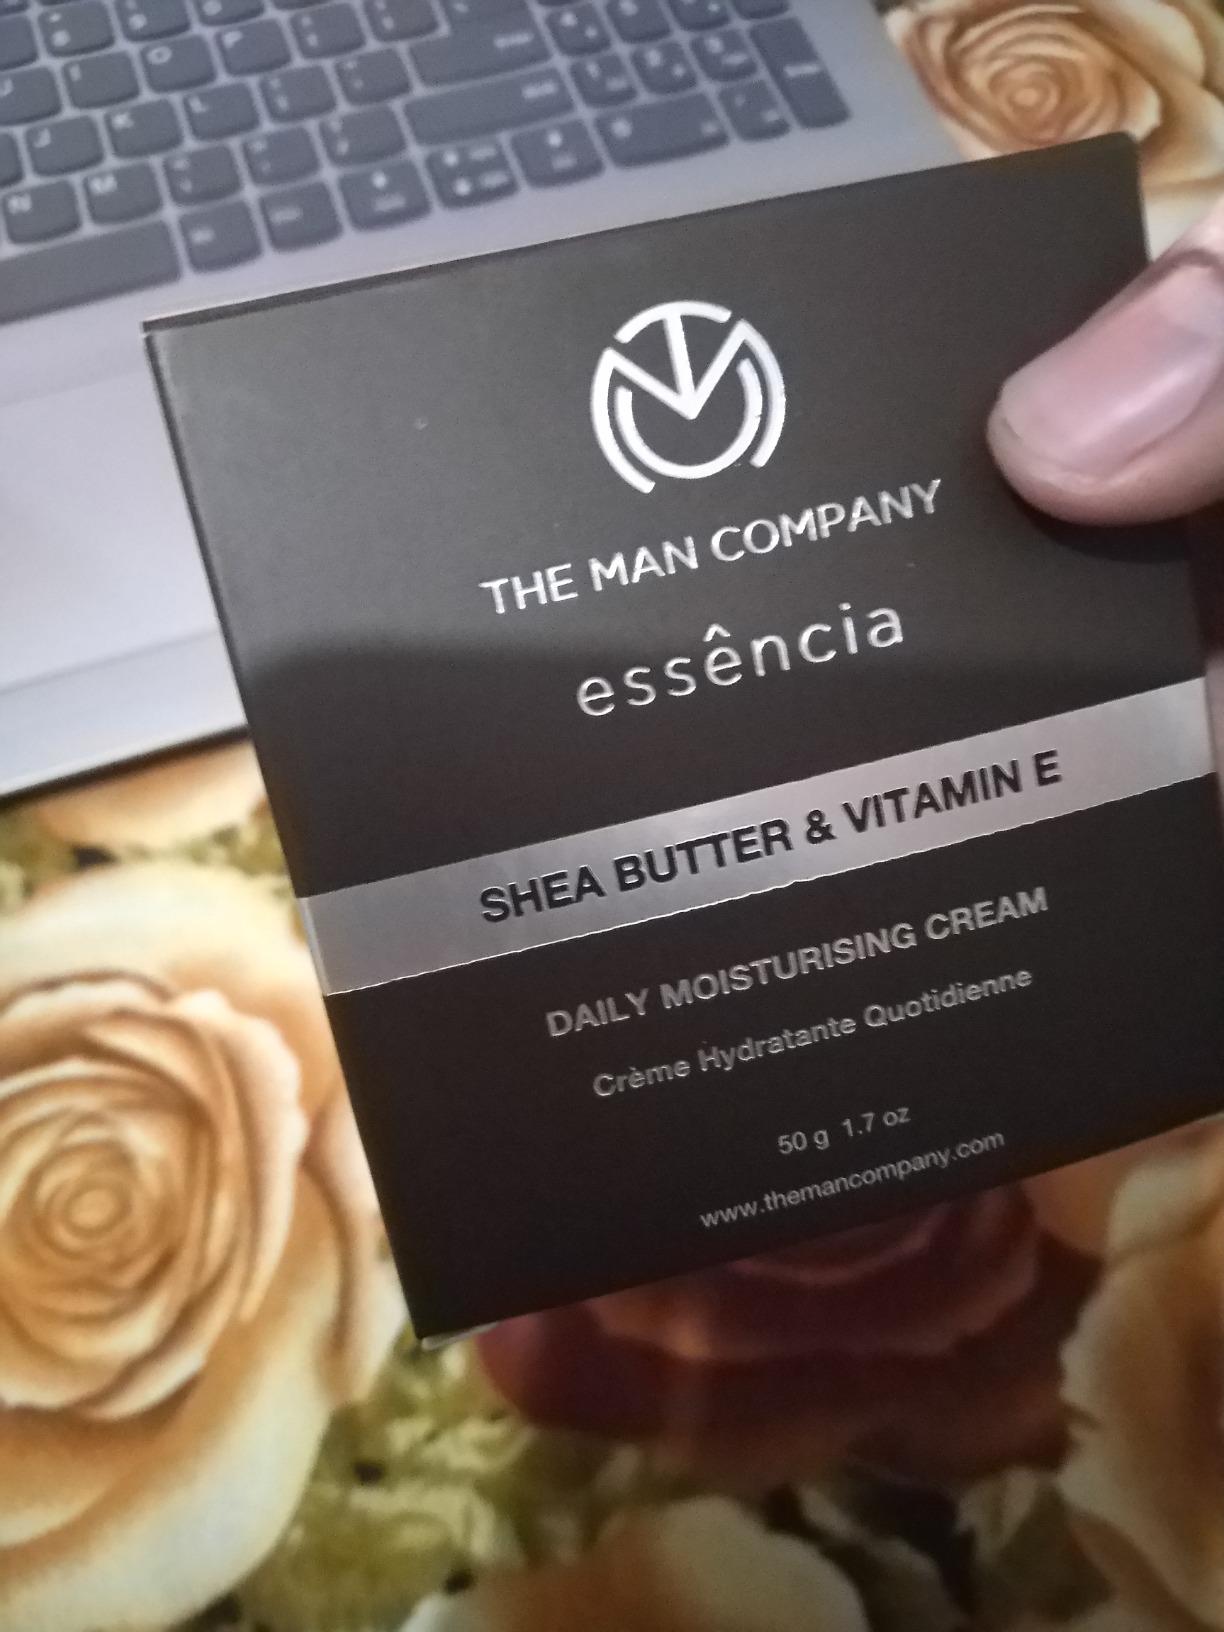 THE MAN COMPANY
essência
SHEA BUTTER & VITAMIN E
DAILY MOISTURISING CREAM
Crème Hydratante Quotidienne
50 g 1.7 oz
www.themancompany.com